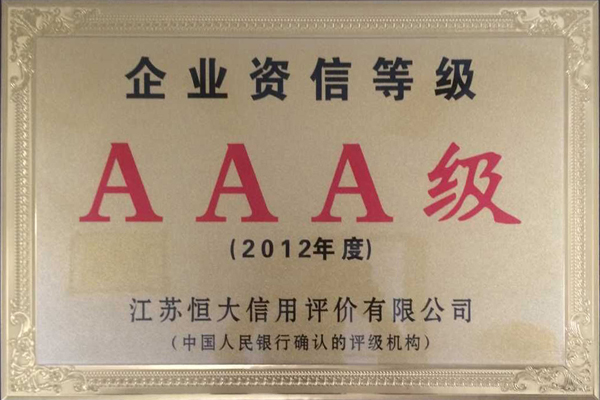 企业资信等级
AAA级
(2012年度)
江苏恒大信用评价有限公司
(中国人民银行确认的评级机构)